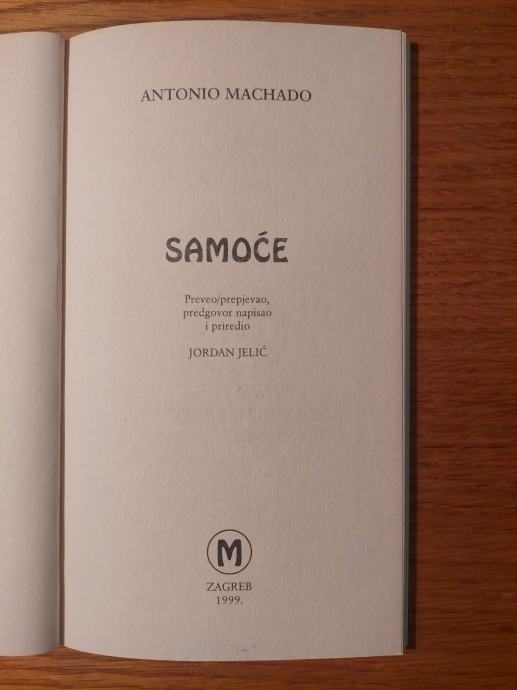 ANTONIO MACHADO
SAMOĆE
Preveo/prepjevao,
predgovor napisao
i priredio
JORDAN JELIĆ
M
ZAGREB
1999.